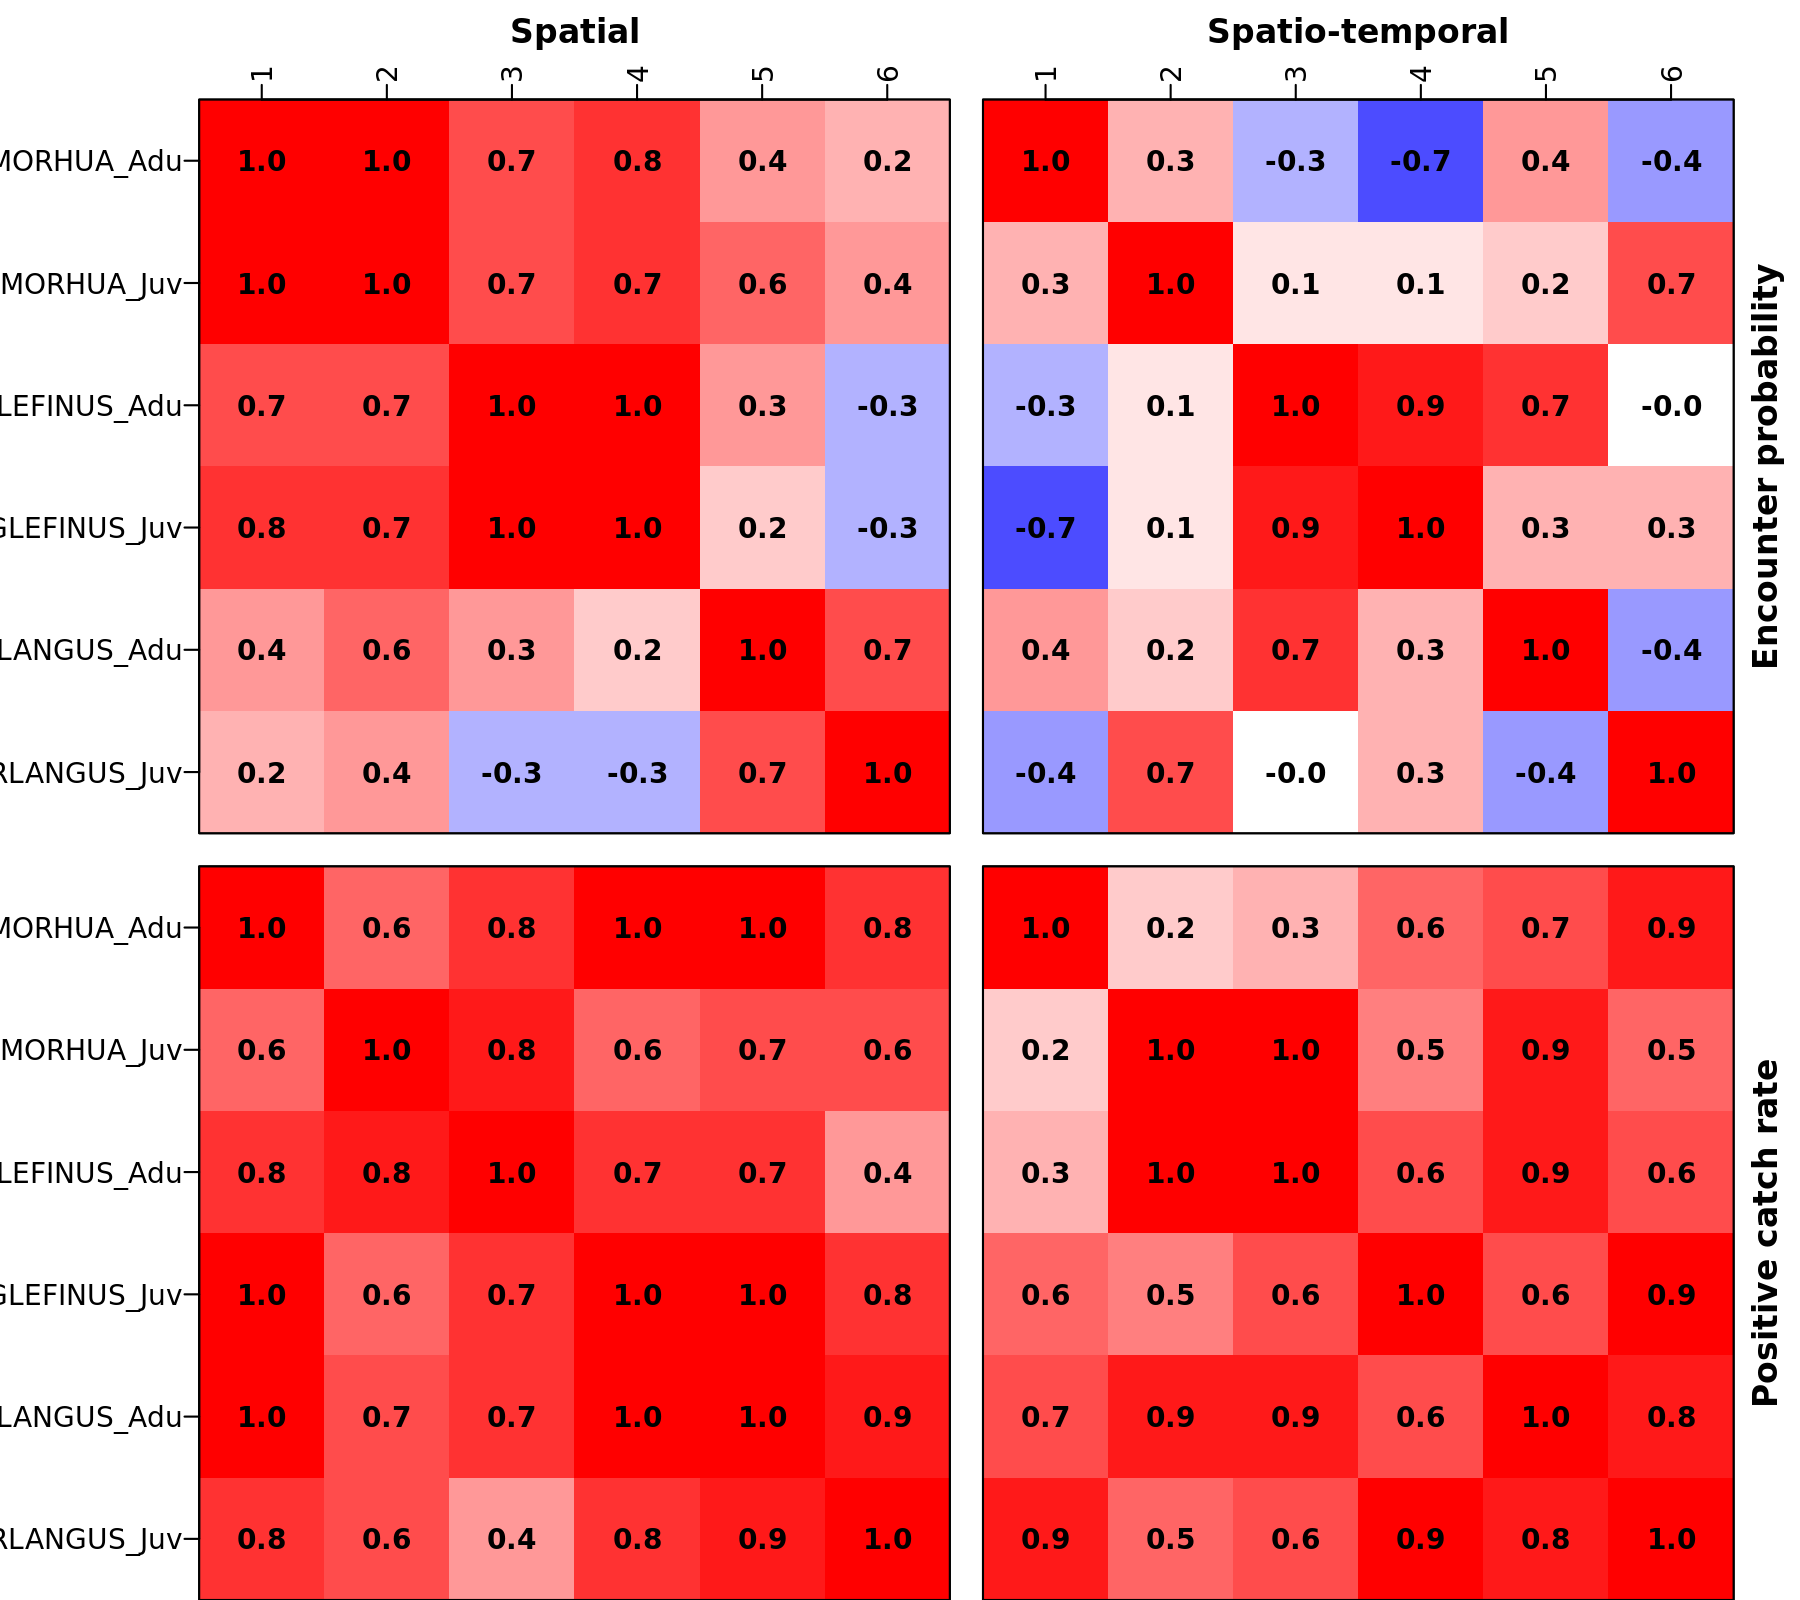 Spatial Spatio-temporal
1 2 3 4 5 6 1 2 3 4 5 6
MORHUA_Adu 1.0 1.0 0.7 0.8 0.4 0.2 1.0 0.3 -0.3 -0.7 0.4 -0.4
MORHUA_Juv 1.0 1.0 0.7 0.7 0.6 0.4 0.3 1.0 0.1 0.1 0.2 0.7
LEFINUS_Adu 0.7 0.7 1.0 1.0 0.3 -0.3 -0.3 0.1 1.0 0.9 0.7 -0.0
GLEFINUS_Juv 0.8 0.7 1.0 1.0 0.2 -0.3 -0.7 0.1 0.9 1.0 0.3 0.3
LANGUS_Adu 0.4 0.6 0.3 0.2 1.0 0.7 0.4 0.2 0.7 0.3 1.0 -0.4
RLANGUS_Juv 0.2 0.4 -0.3 -0.3 0.7 1.0 -0.4 0.7 -0.0 0.3 -0.4 1.0
Encounter probability
MORHUA_Adu 1.0 0.6 0.8 1.0 1.0 0.8 1.0 0.2 0.3 0.6 0.7 0.9
MORHUA_Juv 0.6 1.0 0.8 0.6 0.7 0.6 0.2 1.0 1.0 0.5 0.9 0.5
LEFINUS_Adu 0.8 0.8 1.0 0.7 0.7 0.4 0.3 1.0 1.0 0.6 0.9 0.6
GLEFINUS_Juv 1.0 0.6 0.7 1.0 1.0 0.8 0.6 0.5 0.6 1.0 0.6 0.9
LANGUS_Adu 1.0 0.7 0.7 1.0 1.0 0.9 0.7 0.9 0.9 0.6 1.0 0.8
RLANGUS_Juv 0.8 0.6 0.4 0.8 0.9 1.0 0.9 0.5 0.6 0.9 0.8 1.0
Positive catch rate